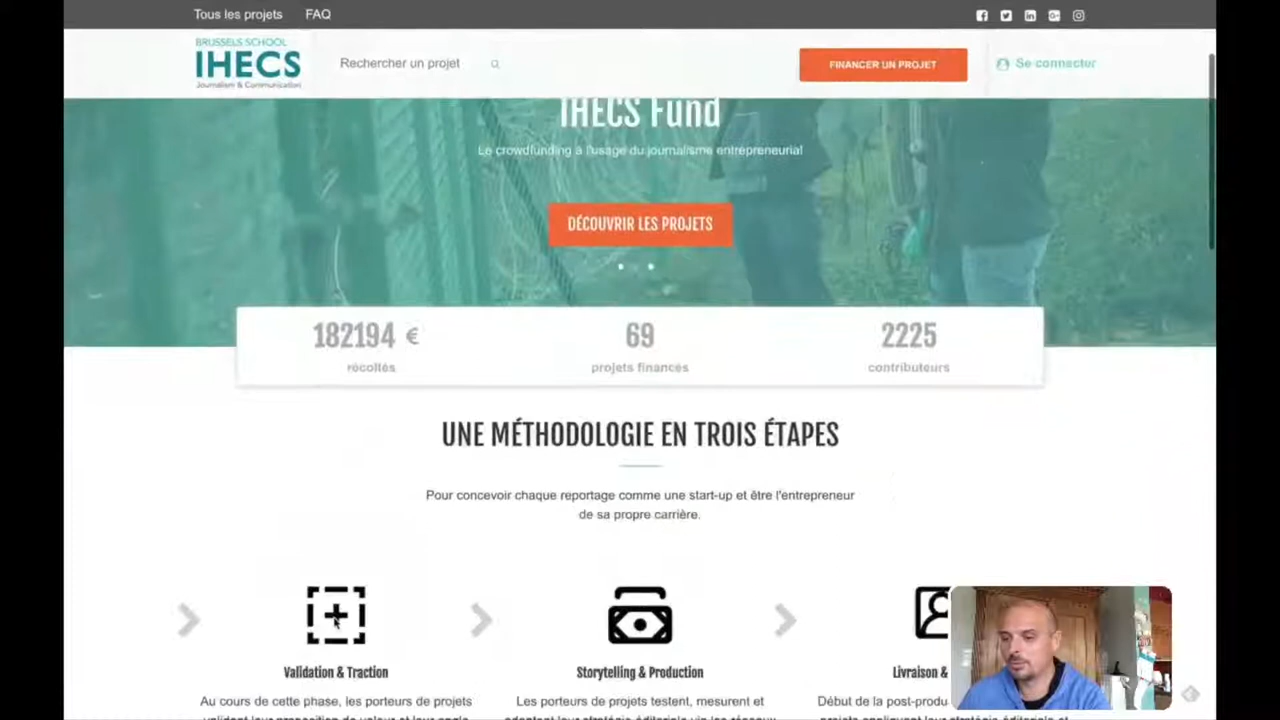 Tous les projets FAQ
BRUSSELS SCHOOL
IHECS
Journalism & Communication
Rechercher un projet
FINANCER UN PROJET
Se connecter
IHECS Fund
Le crowdfunding à l'usage du journalisme entrepreneurial
DÉCOUVRIR LES PROJETS
182194 € 69 2225
récoltés projets financés contributeurs
UNE MÉTHODOLOGIE EN TROIS ÉTAPES
Pour concevoir chaque reportage comme une start-up et être l'entrepreneur
de sa propre carrière.
Validation & Traction Storytelling & Production Livraison &
Au cours de cette phase, les porteurs de projets Les porteurs de projets testent, mesurent et Début de la post-produ